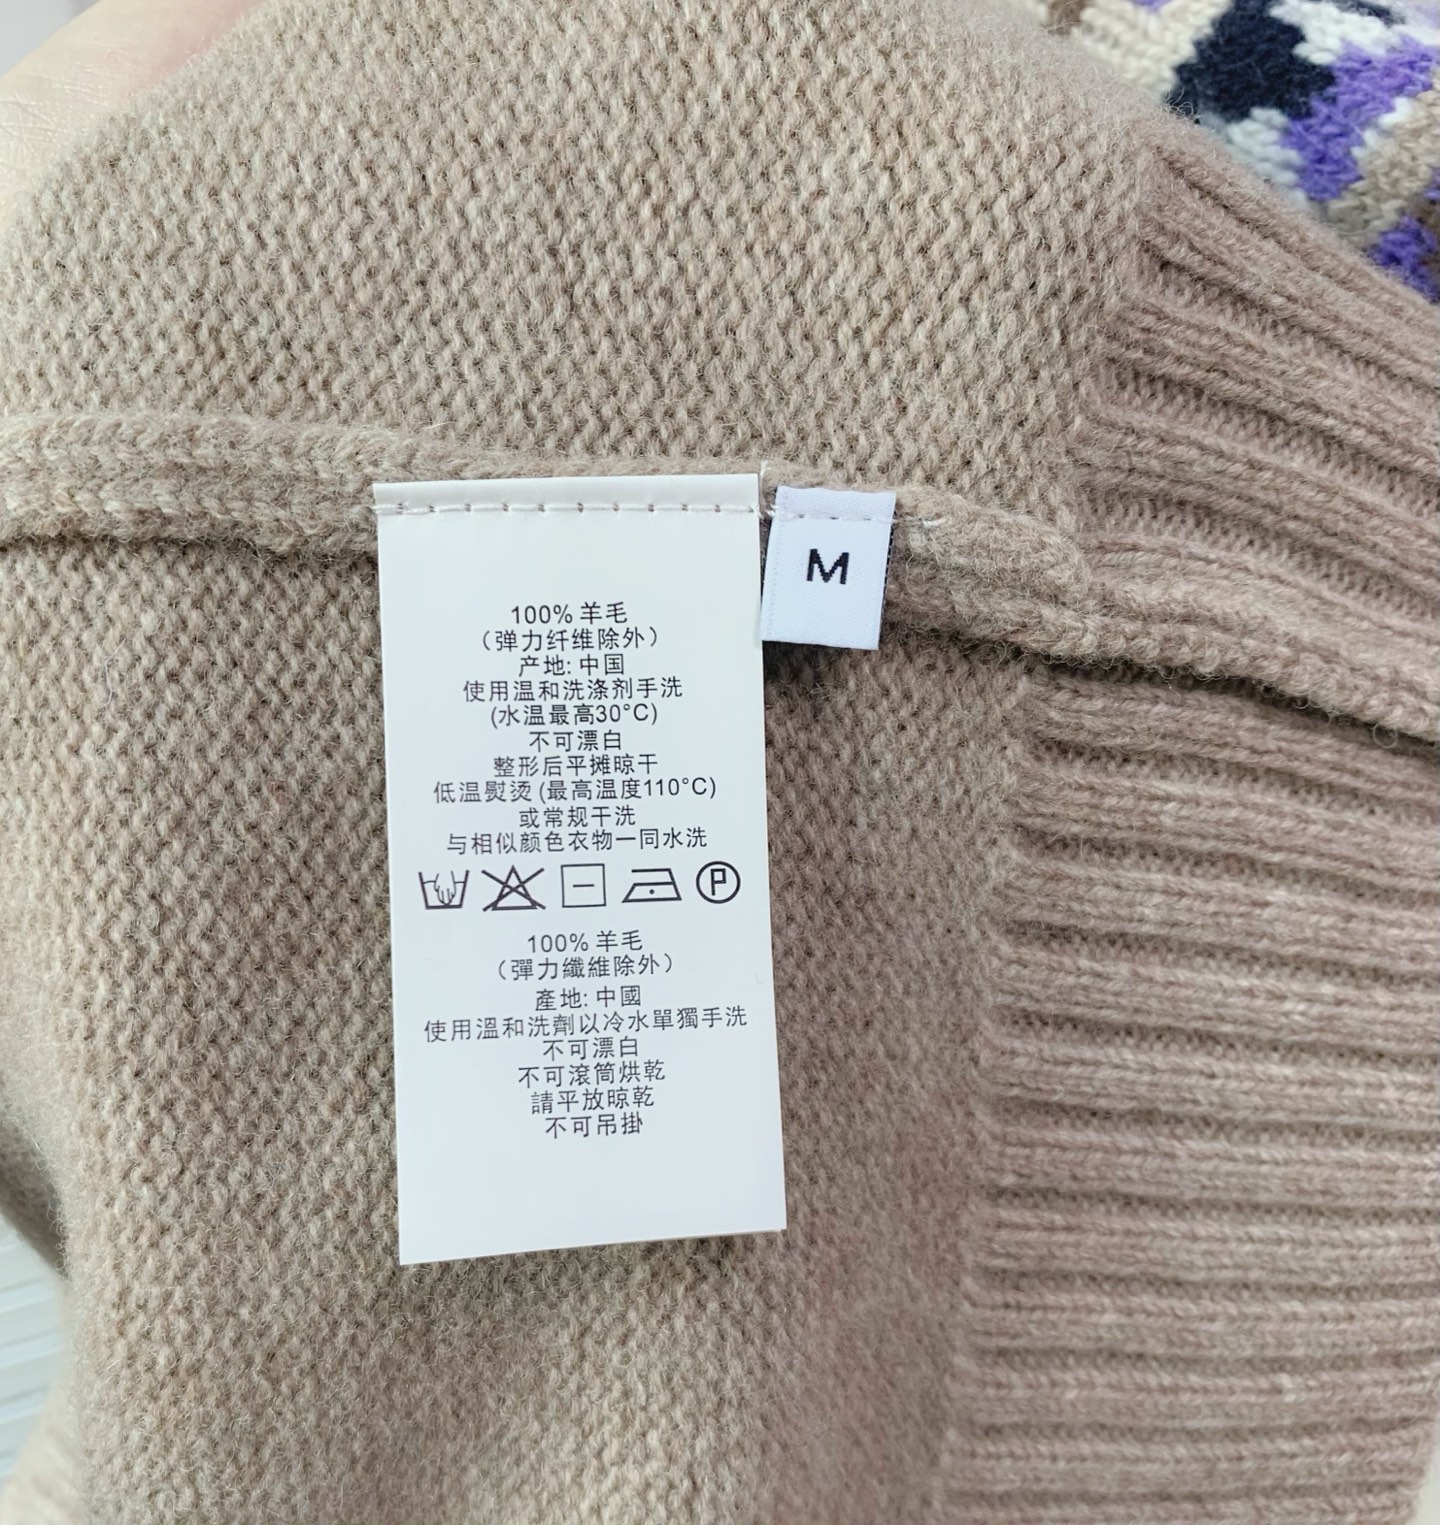 100% 羊毛
（弹力纤维除外）
产地: 中国
使用温和洗涤剂手洗
(水温最高30°C)
不可漂白
整形后平摊晾干
低温熨烫 (最高温度110°C)
或常规干洗
与相似颜色衣物一同水洗
P
100% 羊毛
（彈力纖維除外）
產地: 中國
使用溫和洗劑以冷水單獨手洗
不可漂白
不可滾筒烘乾
請平放晾乾
不可吊掛
M